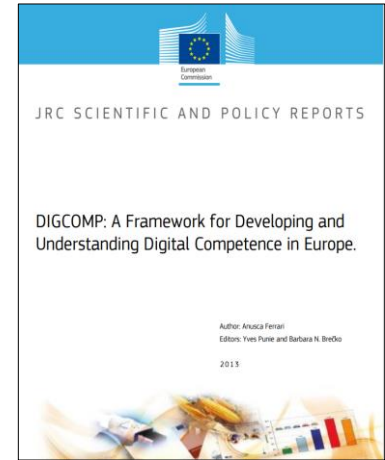 European
Commission
JRC SCIENTIFIC AND POLICY REPORTS
DIGCOMP: A Framework for Developing and
Understanding Digital Competence in Europe.
Author: Anusca Ferrari
Editors: Yves Punie and Barbara N. Brečko
2013